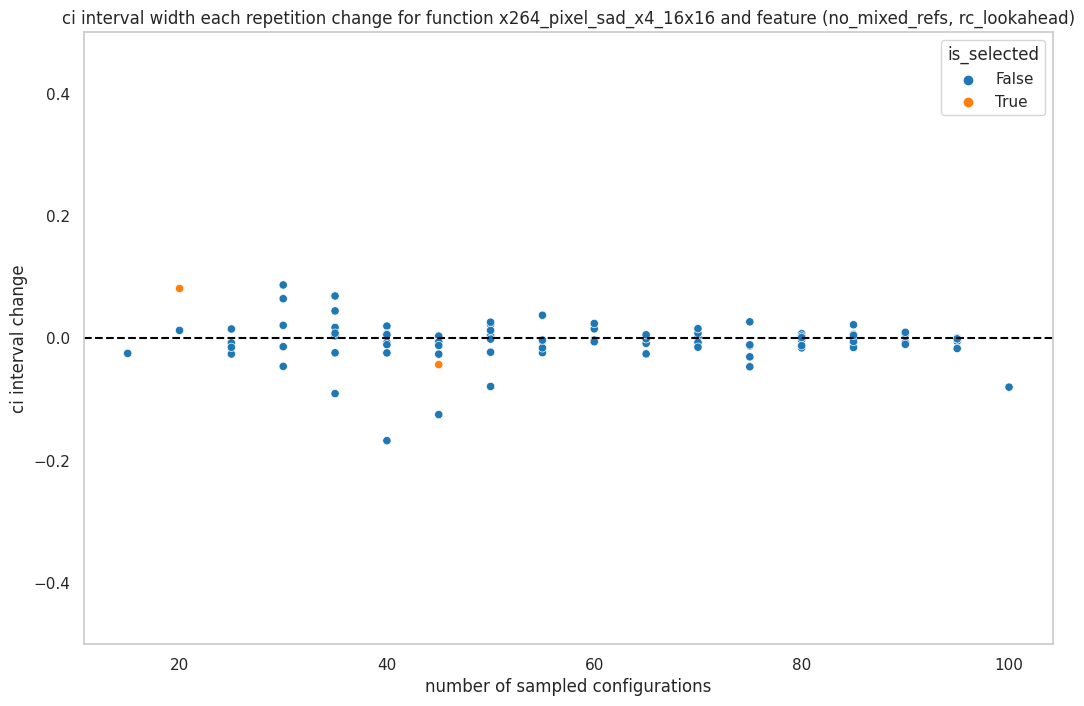 ci interval width each repetition change for function x264_pixel_sad_x4_16x16 and feature (no_mixed_refs, rc_lookahead)
is_selected
False
True
0.4
0.2
0.0
−0.2
−0.4
ci interval change
20
40
60
80
100
number of sampled configurations